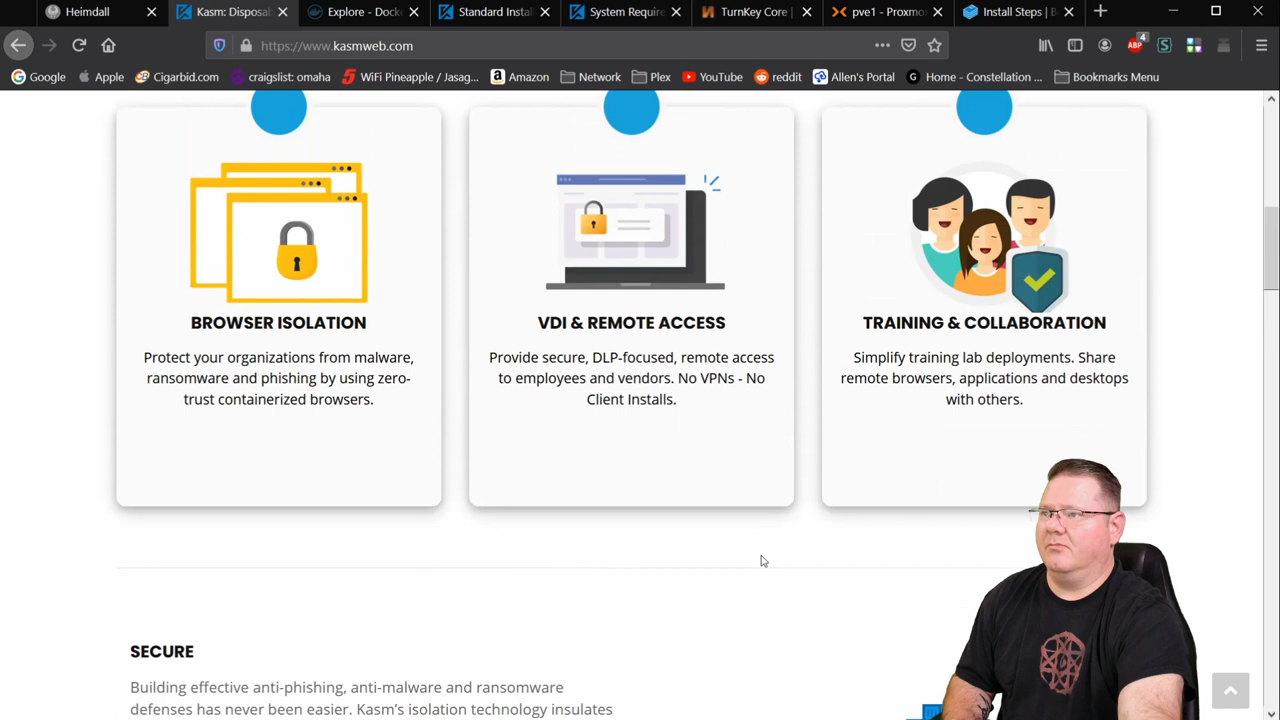 Heimdall
Kasm: Disposa
Explore - Docke
Standard Install
System Require
TurnKey Core |
pve1 - Proxmo
Install Steps | B
https://www.kasmweb.com
4
Google
Apple
Cigarbid.com
craigslist: omaha
WiFi Pineapple / Jasag...
Amazon
Network
Plex
YouTube
reddit
Allen's Portal
Home - Constellation ...
Bookmarks Menu
BROWSER ISOLATION
Protect your organizations from malware,
ransomware and phishing by using zero-
trust containerized browsers.
VDI & REMOTE ACCESS
Provide secure, DLP-focused, remote access
to employees and vendors. No VPNs - No
Client Installs.
TRAINING & COLLABORATION
Simplify training lab deployments. Share
remote browsers, applications and desktops
with others.
SECURE
Building effective anti-phishing, anti-malware and ransomware
defenses has never been easier. Kasm's isolation technology insulates